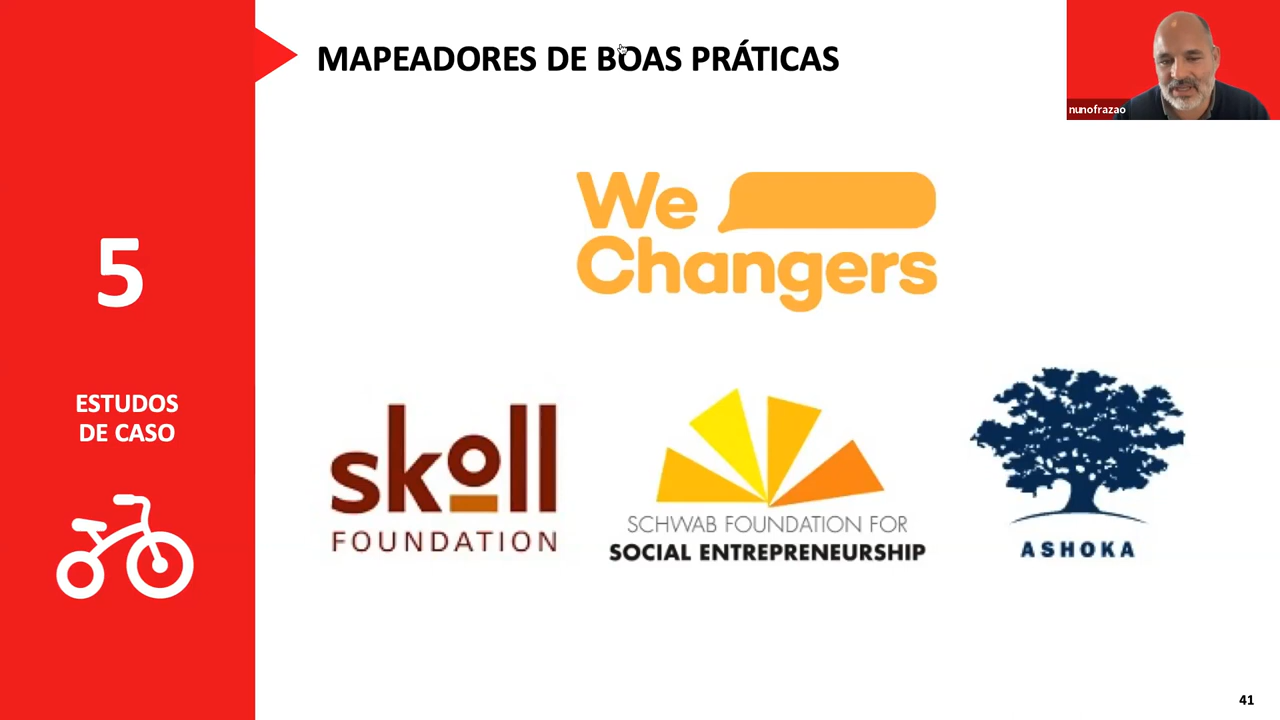 MAPEADORES DE BOAS PRÁTICAS
nunofrazao
We
Changers
5
ESTUDOS
DE CASO
skoll
FOUNDATION
SCHWAB FOUNDATION FOR
SOCIAL ENTREPRENEURSHIP
ASHOKA
41